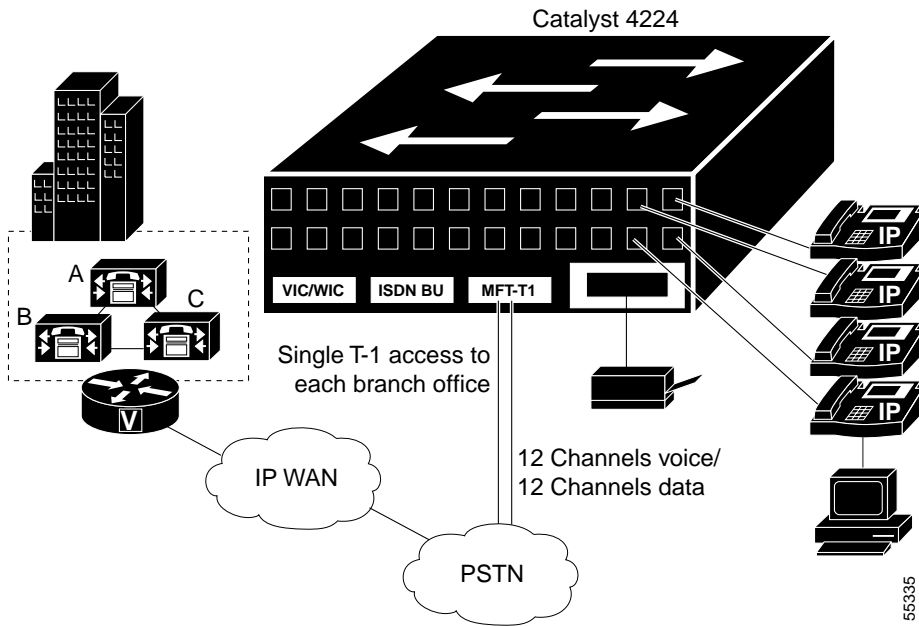 Catalyst 4224
A
B
C
V
VIC/WIC
ISDN BU
MFT-T1
IP
IP
IP
IP
Single T-1 access to
each branch office
12 Channels voice/
12 Channels data
IP WAN
PSTN
55335